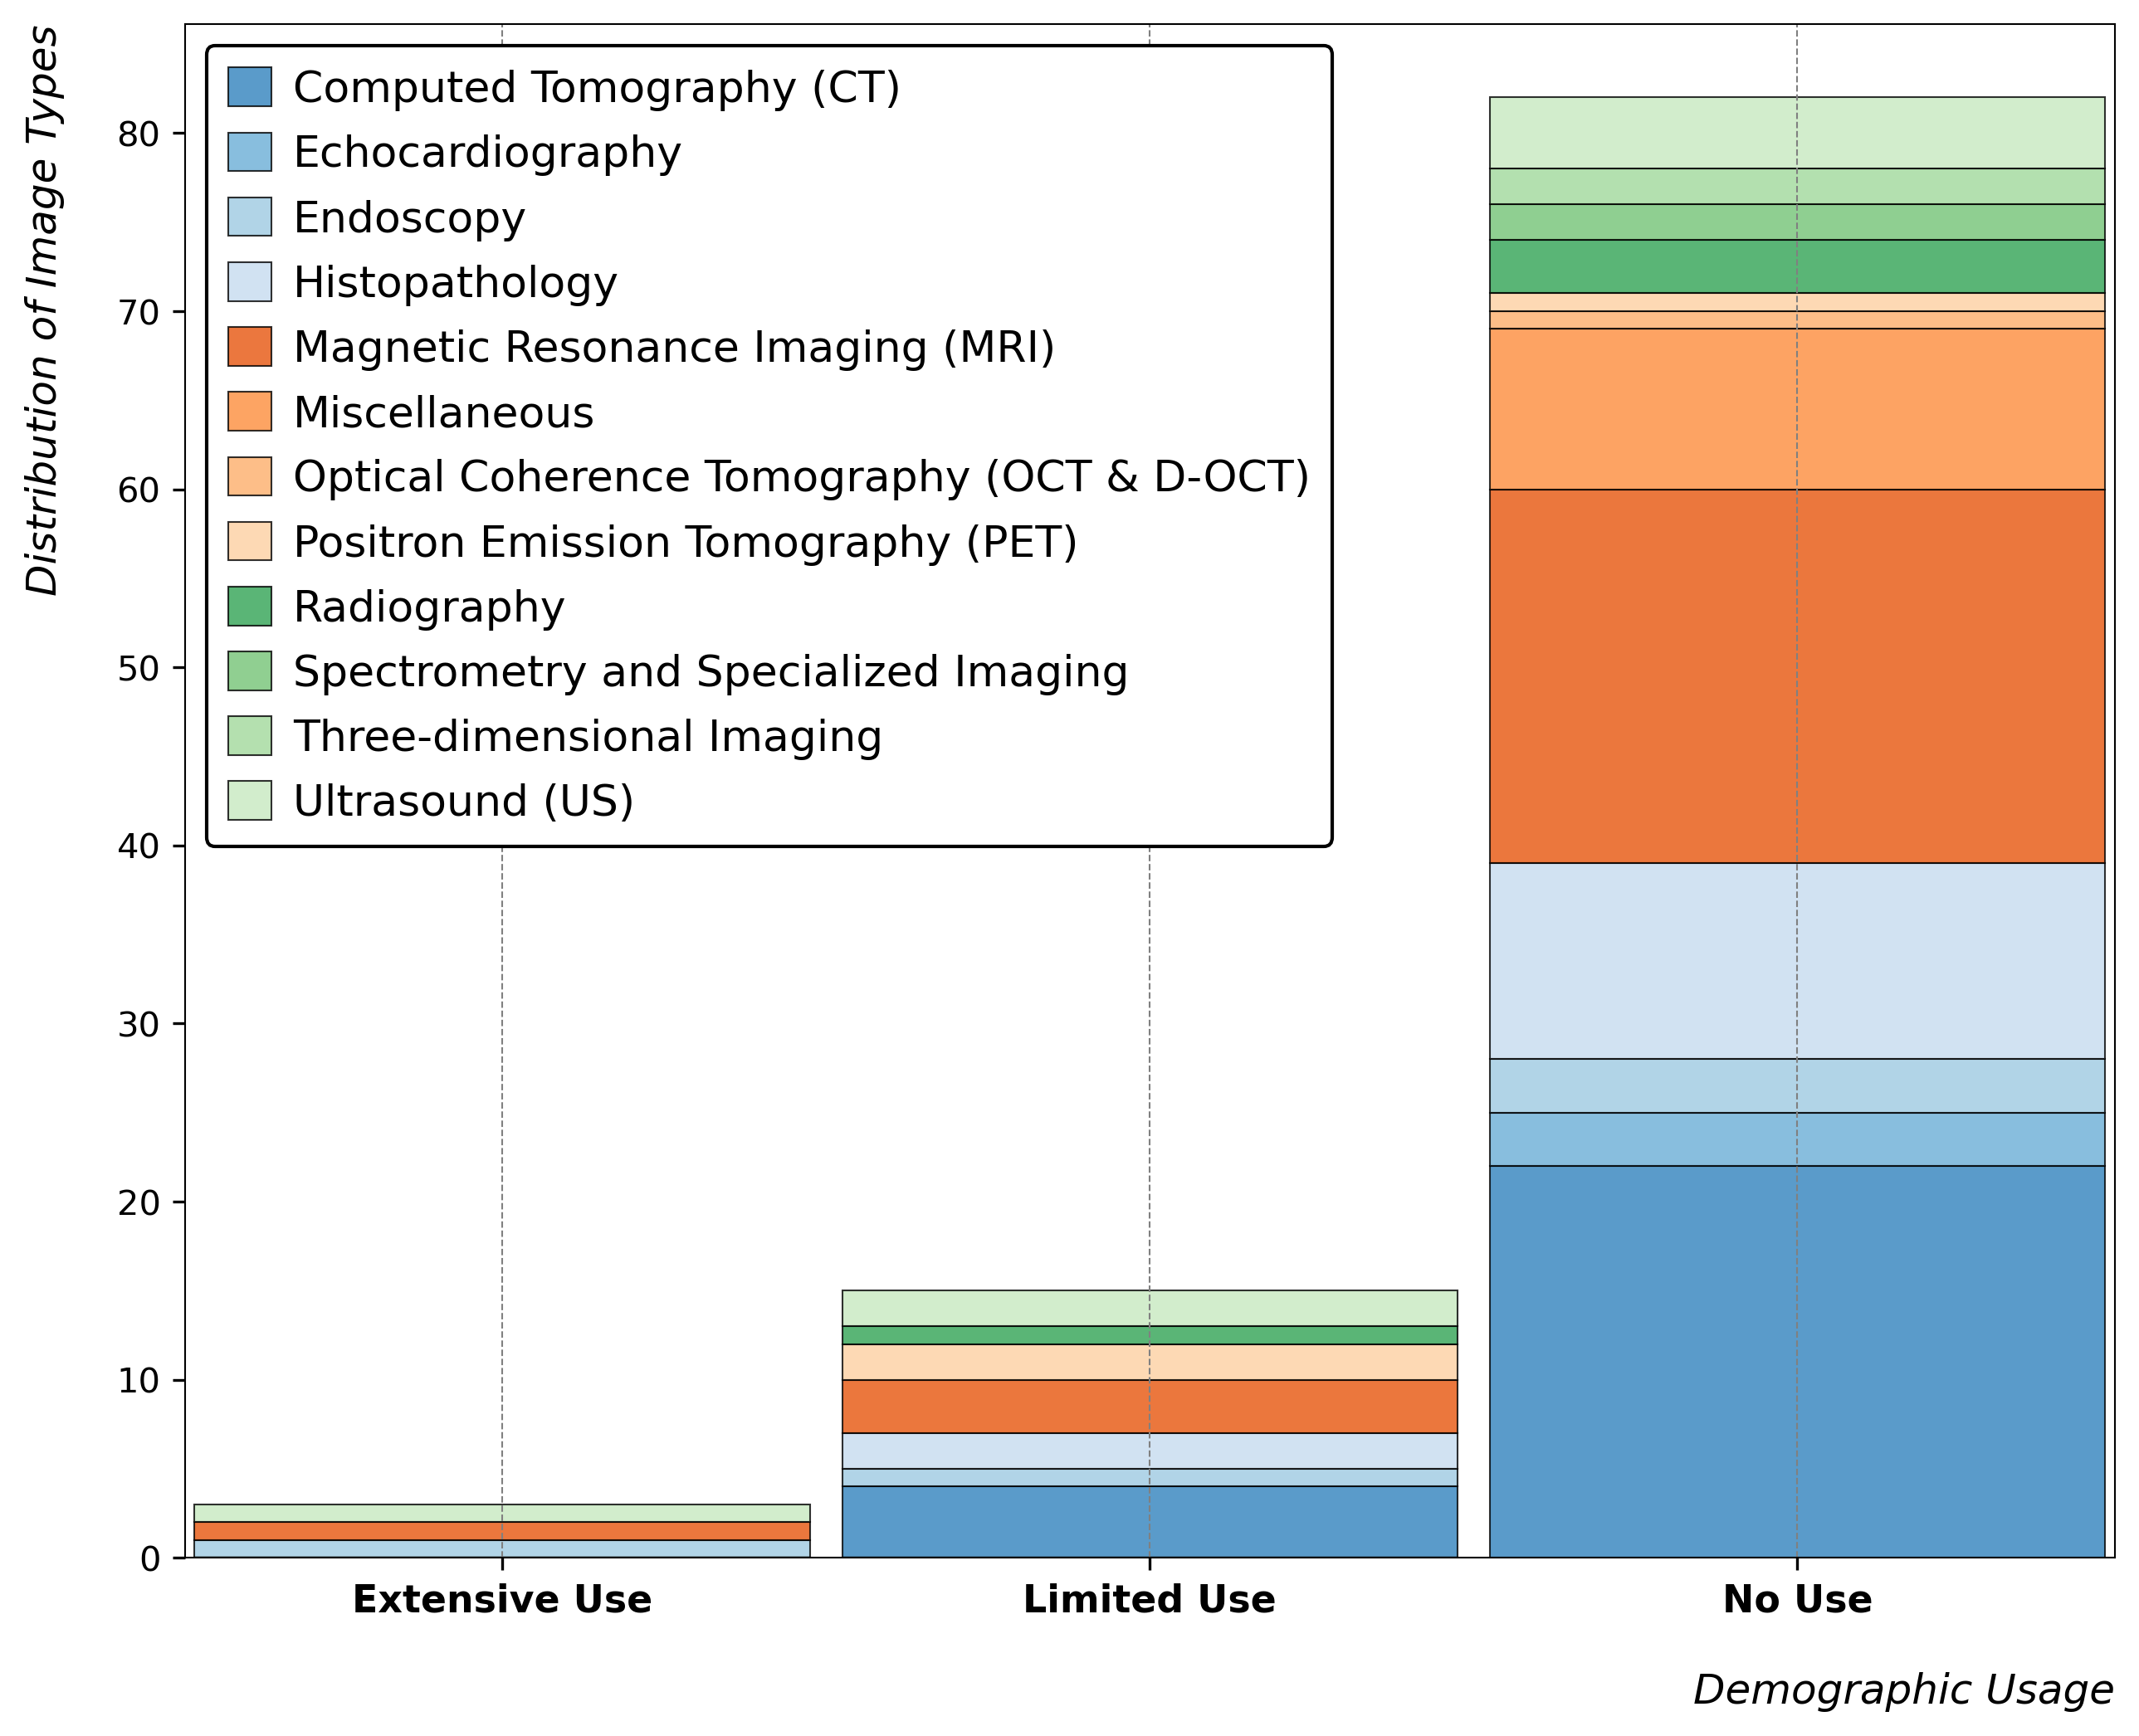 Distribution of Image Types
80
70
60
50
40
30
20
10
0
Computed Tomography (CT)
Echocardiography
Endoscopy
Histopathology
Magnetic Resonance Imaging (MRI)
Miscellaneous
Optical Coherence Tomography (OCT & D-OCT)
Positron Emission Tomography (PET)
Radiography
Spectrometry and Specialized Imaging
Three-dimensional Imaging
Ultrasound (US)
Extensive Use
Limited Use
No Use
Demographic Usage